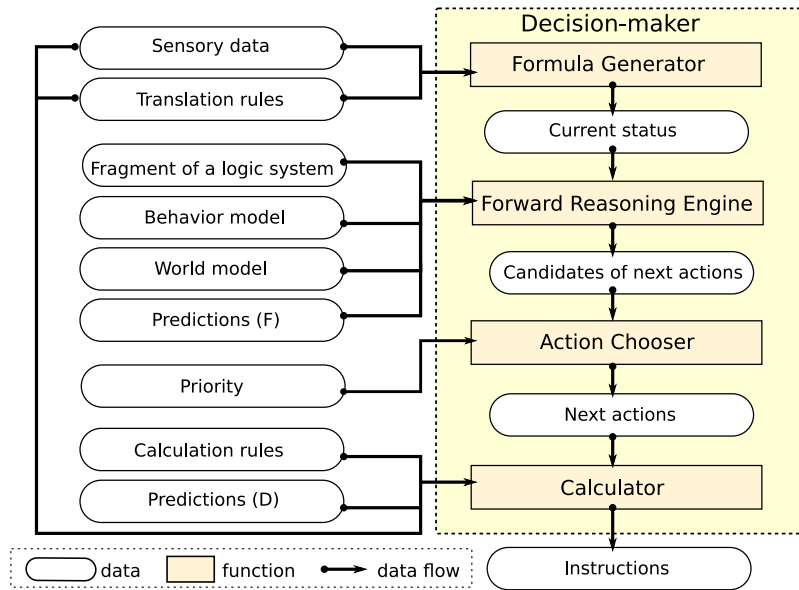 Decision-maker
Sensory data
Formula Generator
Translation rules
Current status
Fragment of a logic system
Forward Reasoning Engine
Behavior model
World model
Candidates of next actions
Predictions (F)
Action Chooser
Priority
Next actions
Calculation rules
Calculator
Predictions (D)
data
function
data flow
Instructions